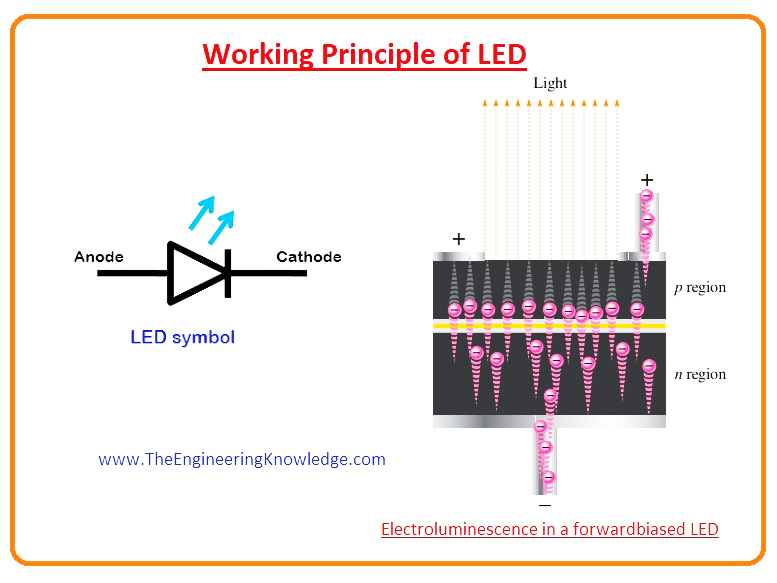 Working Principle of LED
Light
+
+
Anode
Cathode
p region
LED symbol
n region
www.TheEngineeringKnowledge.com
−
Electroluminescence in a forwardbiased LED